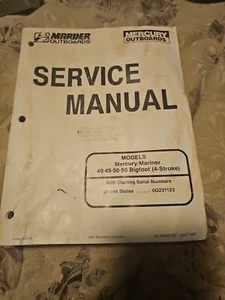 MARINER
OUTBOARDS
MERCURY
OUTBOARDS
SERVICE
MANUAL
MODELS
Mercury/Mariner
40·45·50·50 Bigfoot (4-Stroke)
With Starting Serial Numbers
United States .......... 0G231123